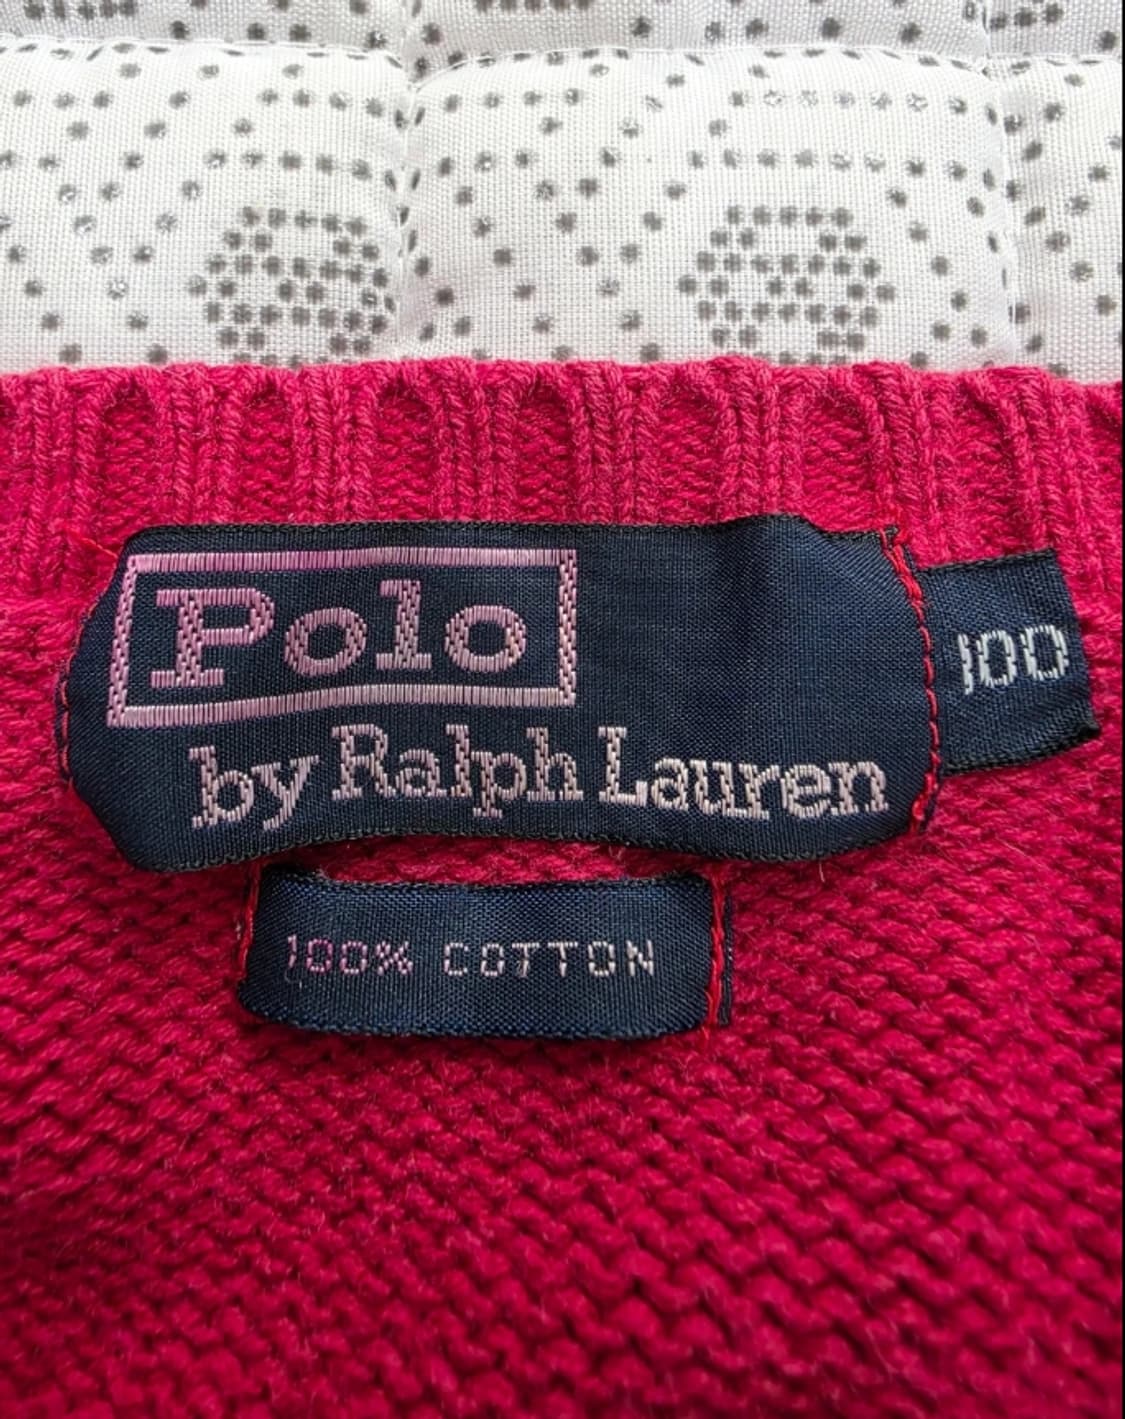 Polo
by Ralph Lauren
100
100% COTTON